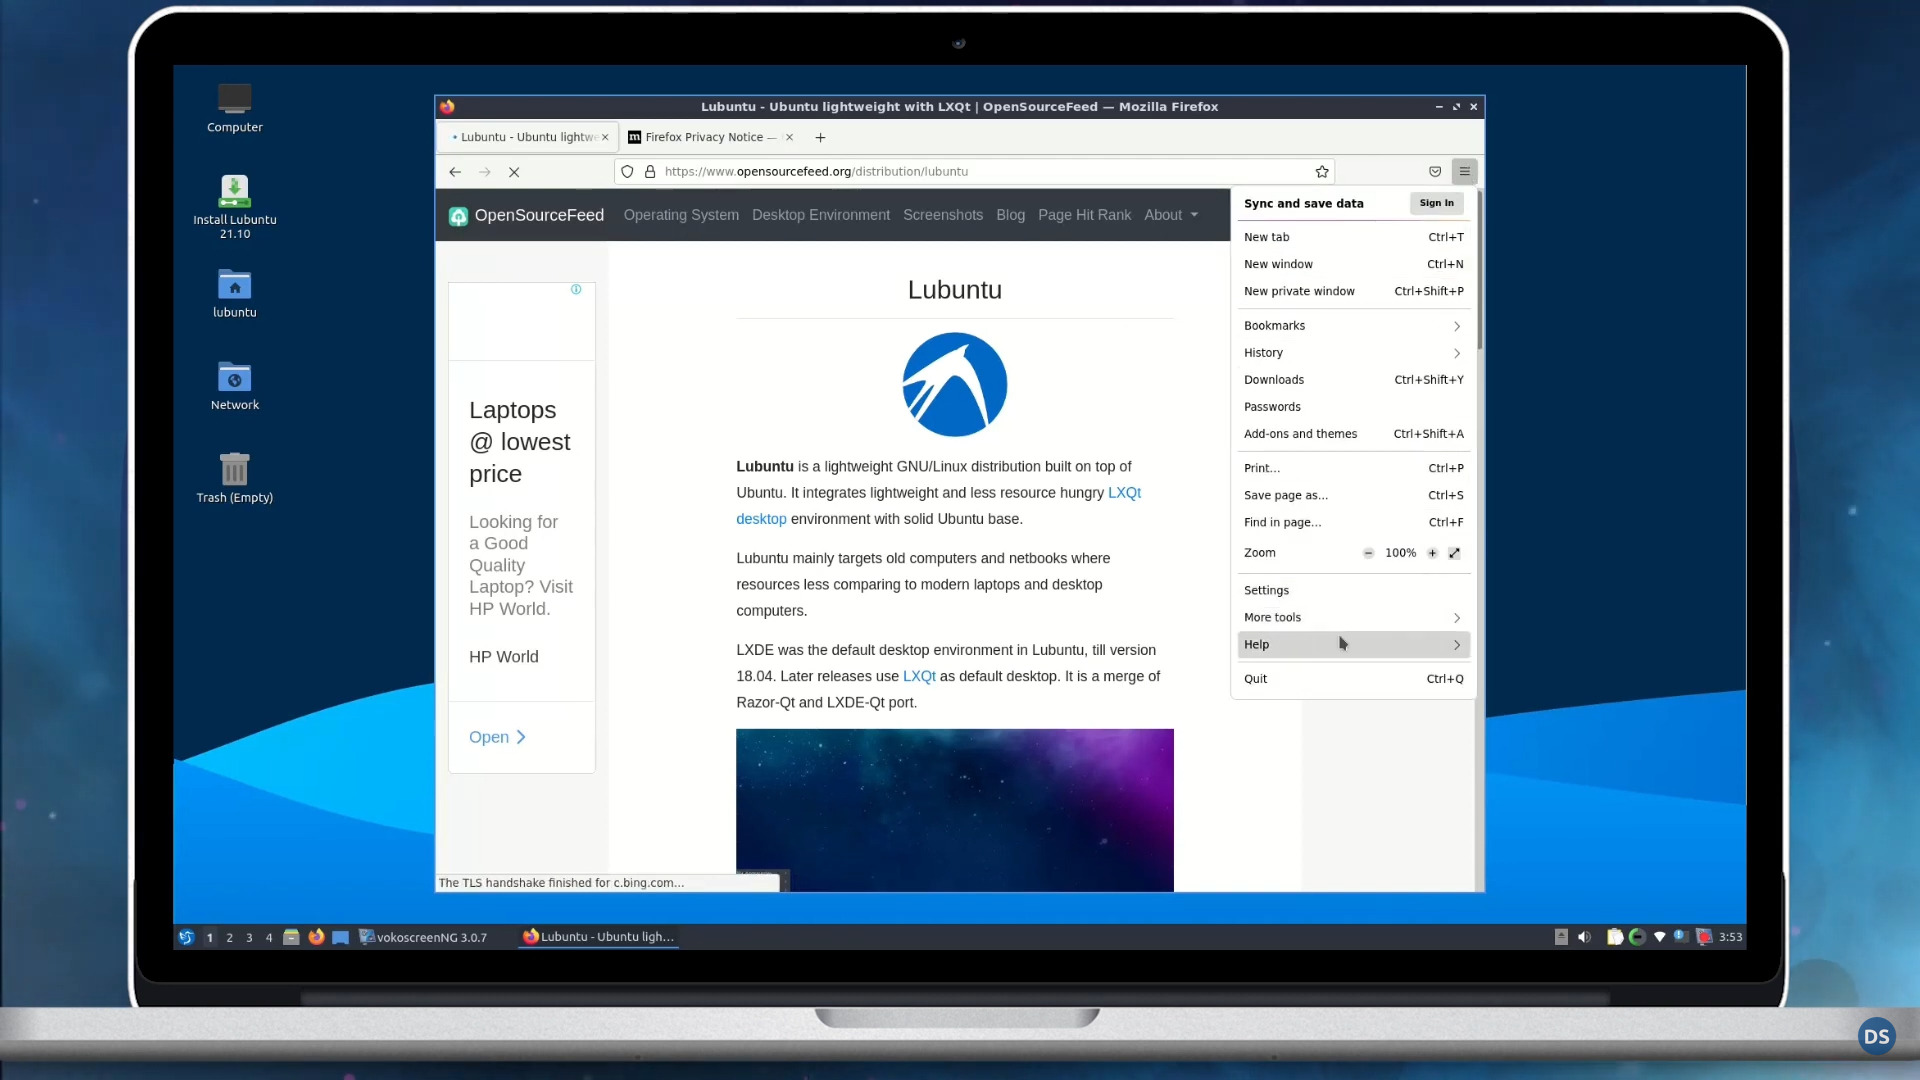 Computer
Install Lubuntu
21.10
lubuntu
Network
Trash (Empty)
Lubuntu - Ubuntu lightweight with LXQt | OpenSourceFeed — Mozilla Firefox
Lubuntu - Ubuntu lightwe
Firefox Privacy Notice —
https://www.opensourcefeed.org/distribution/lubuntu
OpenSourceFeed
Operating System
Desktop Environment
Screenshots
Blog
Page Hit Rank
About
Laptops
@ lowest
price
Looking for
a Good
Quality
Laptop? Visit
HP World.
HP World
Open
Lubuntu
Lubuntu is a lightweight GNU/Linux distribution built on top of
Ubuntu. It integrates lightweight and less resource hungry LXQt
desktop environment with solid Ubuntu base.
Lubuntu mainly targets old computers and netbooks where
resources less comparing to modern laptops and desktop
computers.
LXDE was the default desktop environment in Lubuntu, till version
18.04. Later releases use LXQt as default desktop. It is a merge of
Razor-Qt and LXDE-Qt port.
Sync and save data
Sign In
New tab Ctrl+T
New window Ctrl+N
New private window Ctrl+Shift+P
Bookmarks
History
Downloads Ctrl+Shift+Y
Passwords
Add-ons and themes Ctrl+Shift+A
Print... Ctrl+P
Save page as... Ctrl+S
Find in page... Ctrl+F
Zoom 100%
Settings
More tools
Help
Quit Ctrl+Q
The TLS handshake finished for c.bing.com...
1 2 3 4
vokoscreenNG 3.0.7
Lubuntu - Ubuntu ligh...
3:53
DS